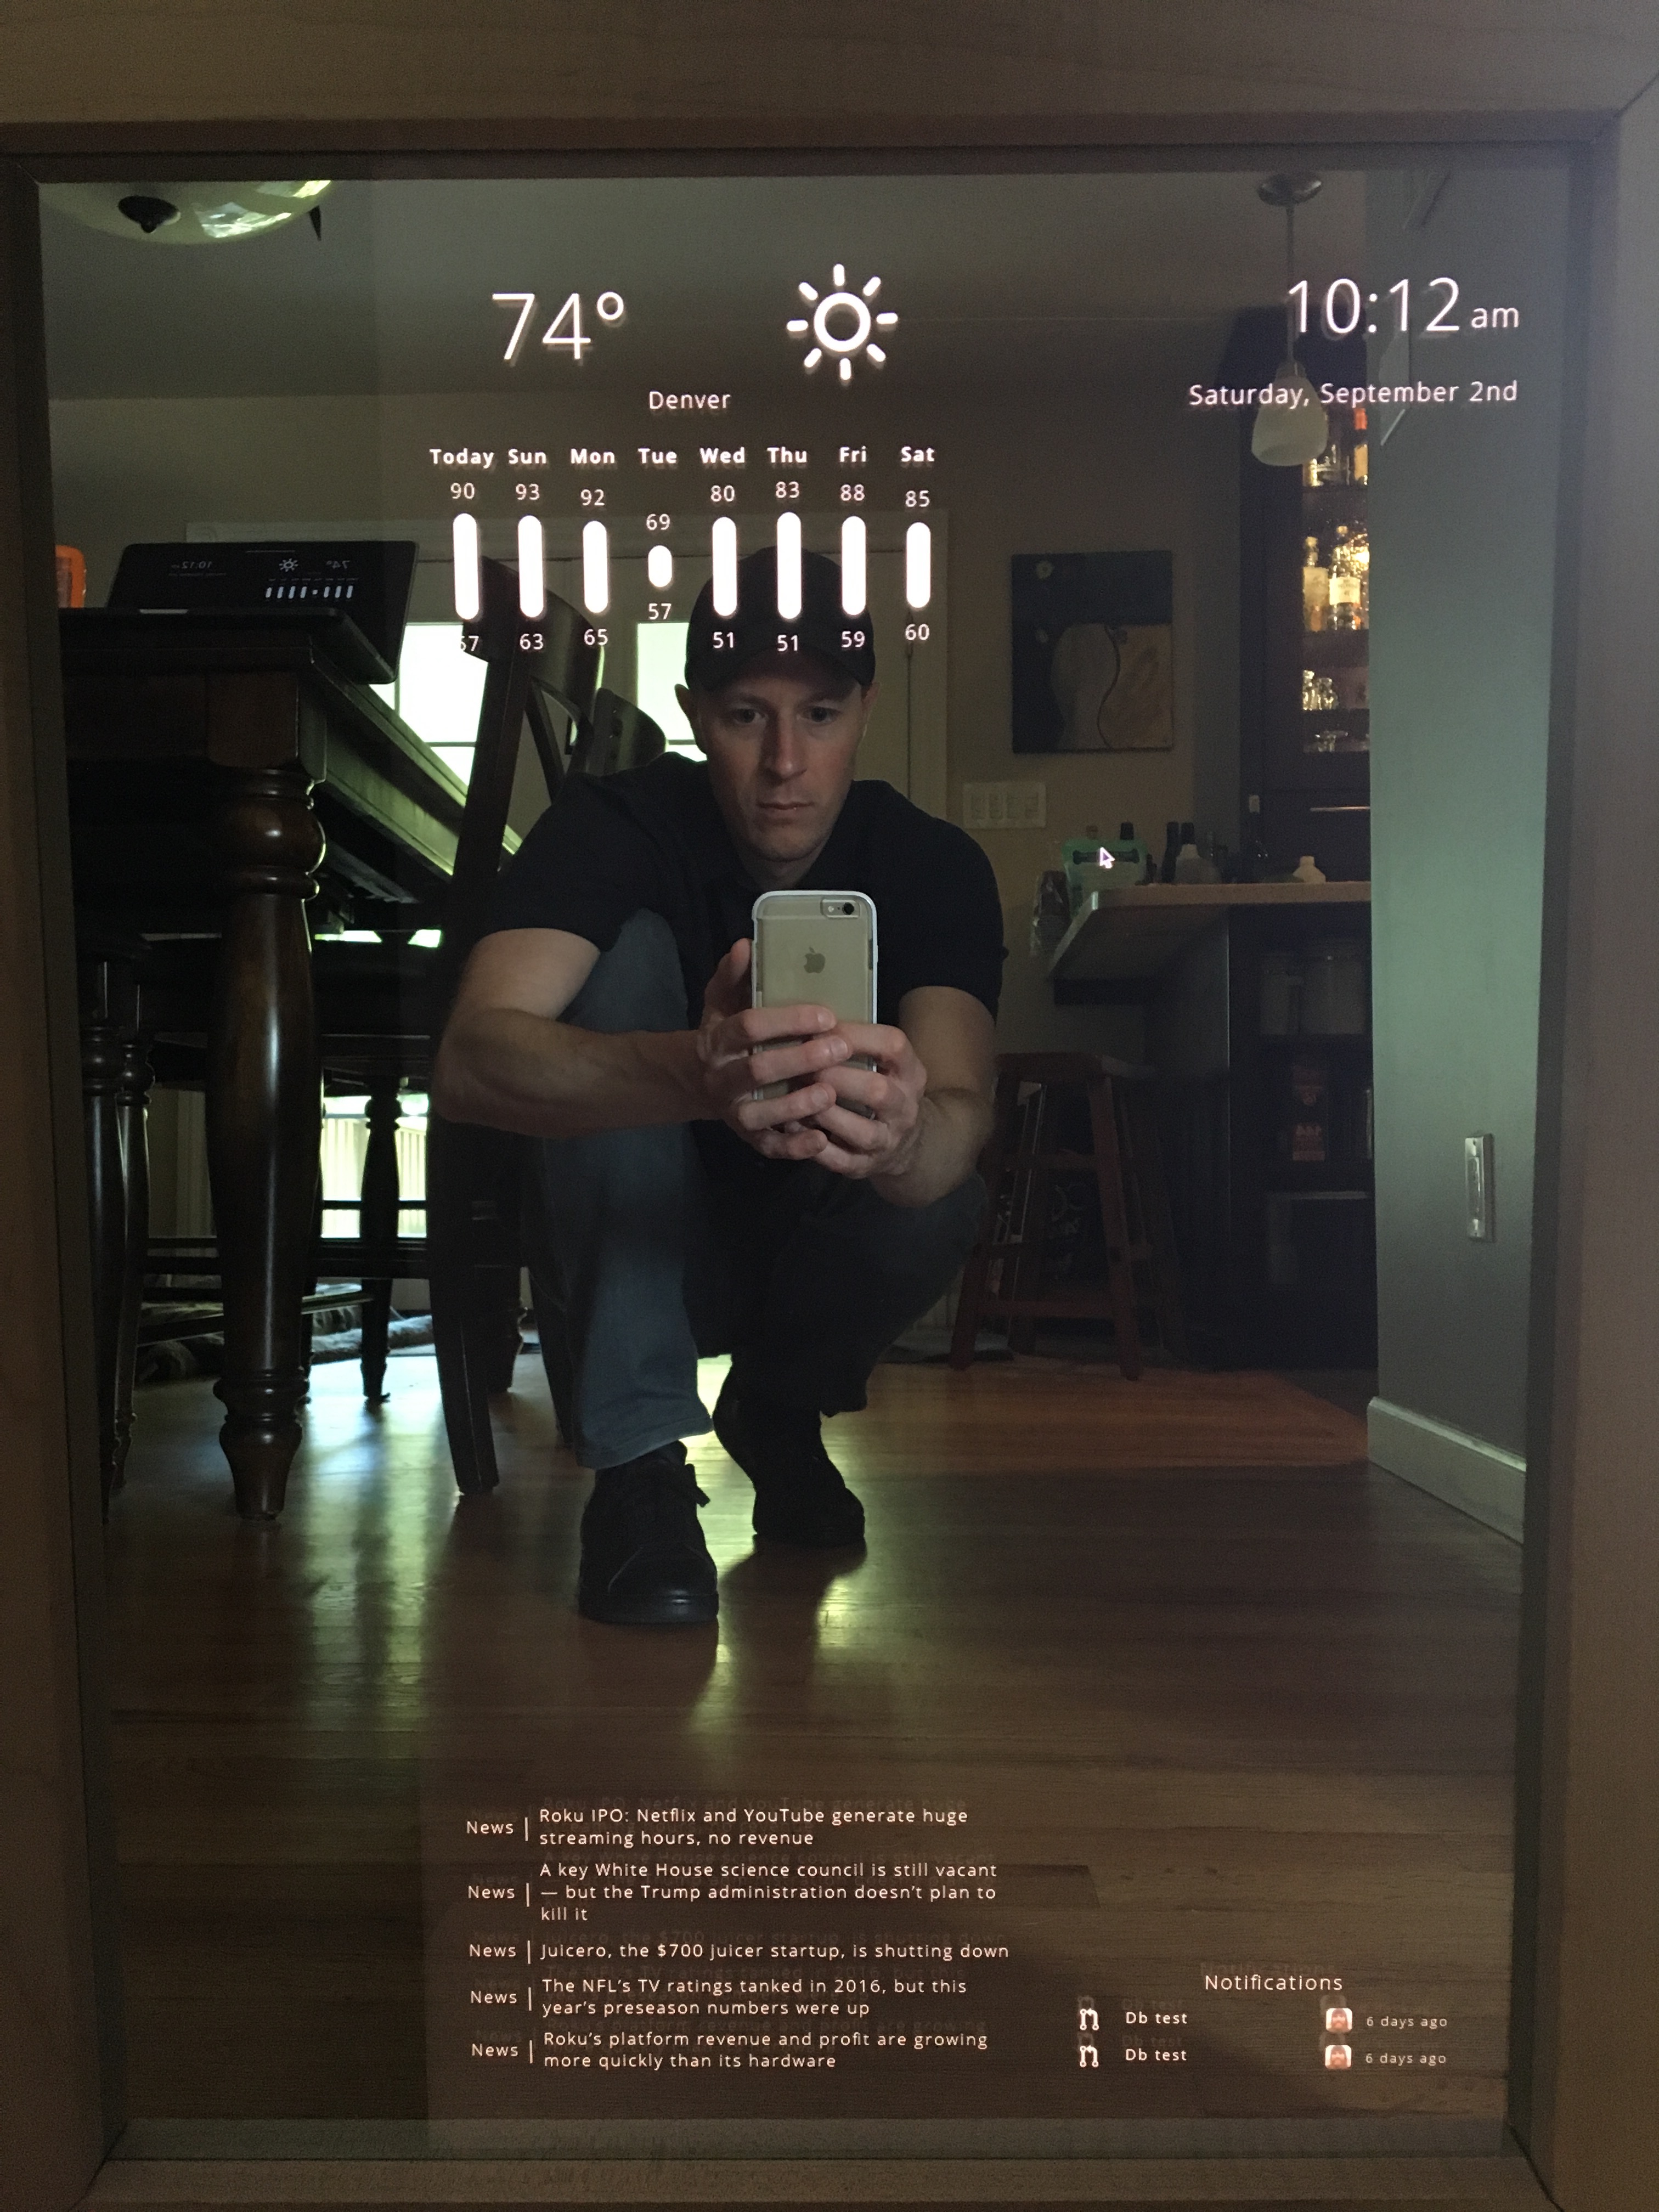 74°
10:12 am
Denver
Saturday, September 2nd
Today Sun Mon Tue Wed Thu Fri Sat
90 93 92 69 80 83 88 85
57 63 65 57 51 51 59 60
News | Roku IPO: Netflix and YouTube generate huge
streaming hours, no revenue
News | A key White House science council is still vacant
— but the Trump administration doesn't plan to
kill it
News | Juicero, the $700 juicer startup, is shutting down
News | The NFL's TV ratings tanked in 2016, but this
year's preseason numbers were up
News | Roku's platform revenue and profit are growing
more quickly than its hardware
Notifications
Db test 6 days ago
Db test 6 days ago